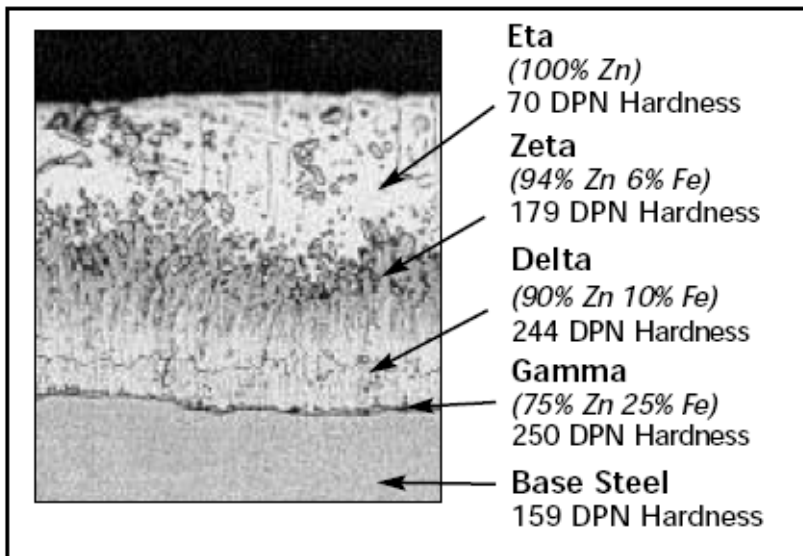 Eta
(100% Zn)
70 DPN Hardness
Zeta
(94% Zn 6% Fe)
179 DPN Hardness
Delta
(90% Zn 10% Fe)
244 DPN Hardness
Gamma
(75% Zn 25% Fe)
250 DPN Hardness
Base Steel
159 DPN Hardness